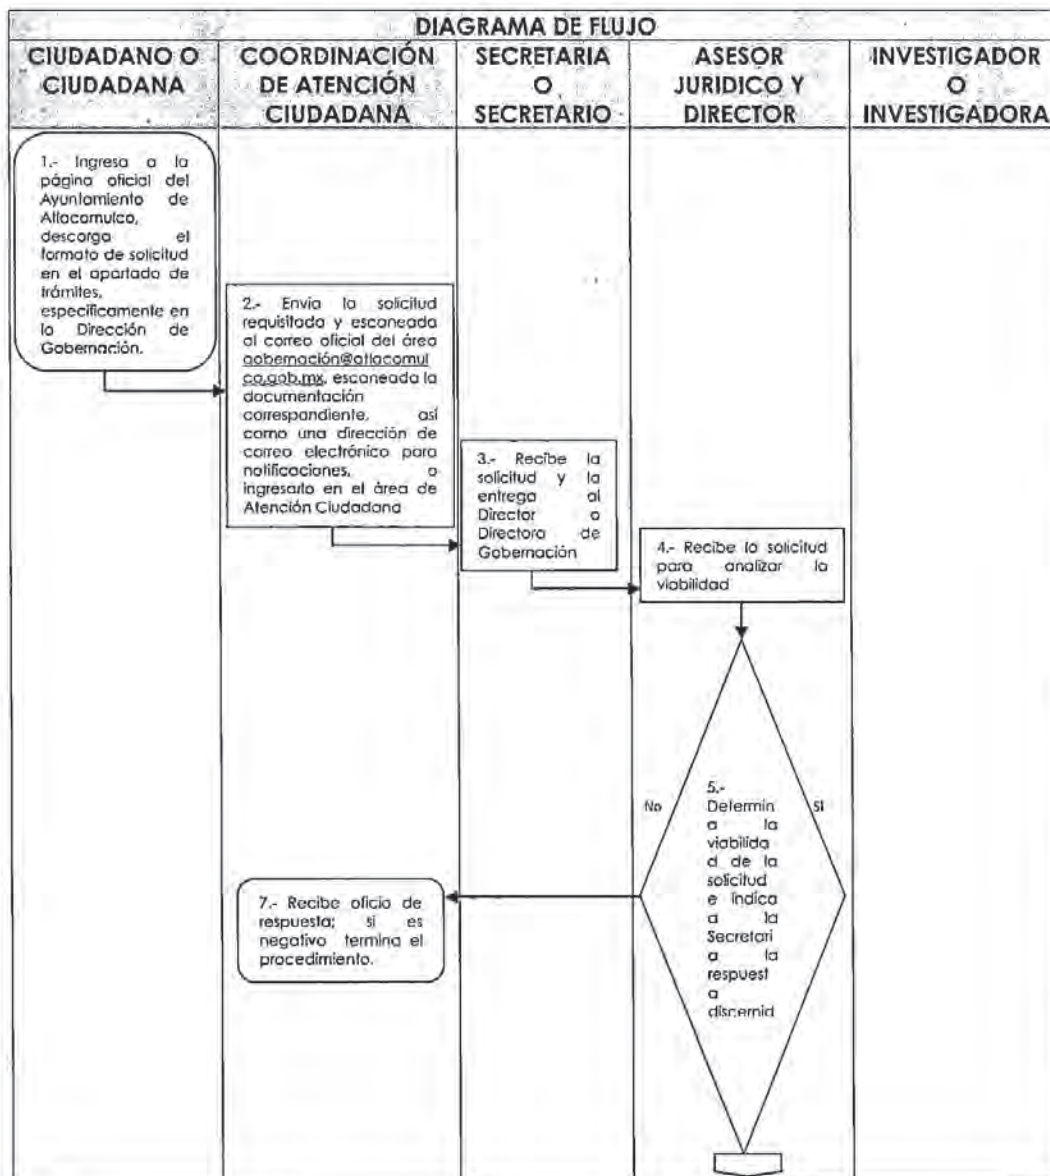 DIAGRAMA DE FLUJO
CIUDADANO O
CIUDADANA
COORDINACIÓN
DE ATENCIÓN
CIUDADANA
SECRETARIA
O
SECRETARIO
ASESOR
JURIDICO Y
DIRECTOR
INVESTIGADOR
O
INVESTIGADORA
1.- Ingresa a la
página oficial del
Ayuntamiento de
Atlacomulco,
descarga el
formato de solicitud
en el apartado de
trámites,
específicamente en
la Dirección de
Gobernación.
2.- Envía la solicitud
requisitada y escaneada
al correo oficial del área
gobernación@atlacomul
co.gob.mx, escaneada la
documentación
correspondiente, así
como una dirección de
correo electrónico para
notificaciones, o
ingresarlo en el área de
Atención Ciudadana
3.- Recibe la
solicitud y la
entrega al
Director o
Directora de
Gobernación
4.- Recibe la solicitud
para analizar la
viabilidad
No
5.-
Determin
a la
viabilida
d de la
solicitud
e indica
a la
Secretari
a la
respuest
a
discernid
SI
7.- Recibe oficio de
respuesta; si es
negativo termina el
procedimiento.